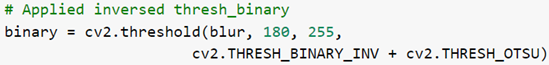 # Applied inversed thresh_binary
binary = cv2.threshold(blur, 180, 255,
cv2.THRESH_BINARY_INV + cv2.THRESH_OTSU)